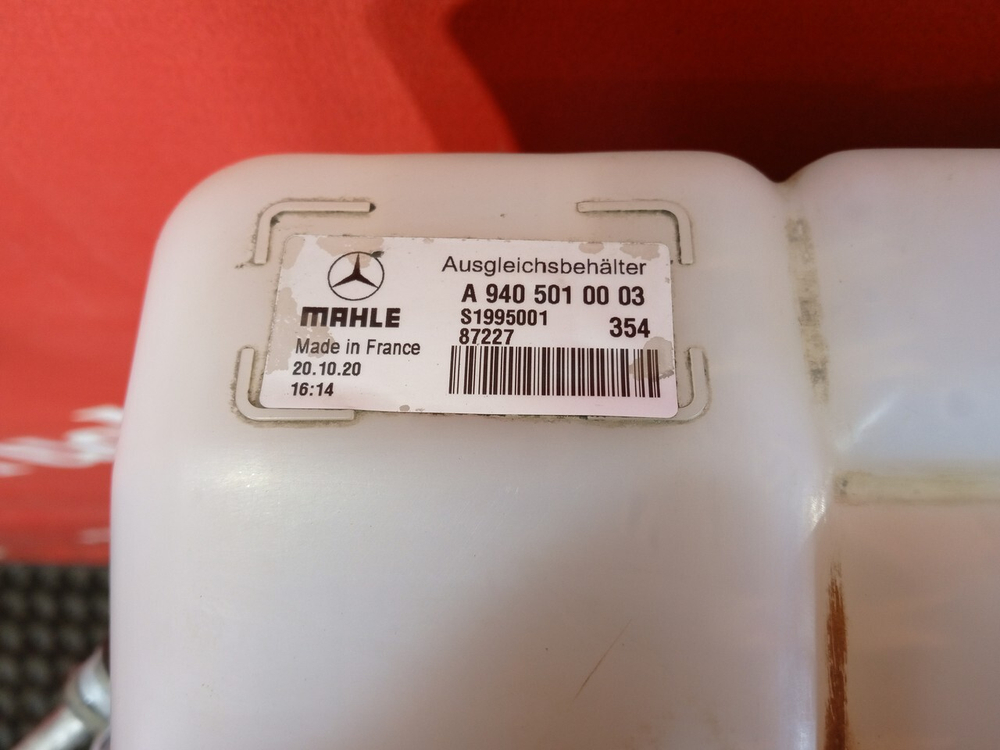 Ausgleichsbehälter
A 940 501 00 03
MAHLE
S1995001
354
87227
Made in France
20.10.20
16:14